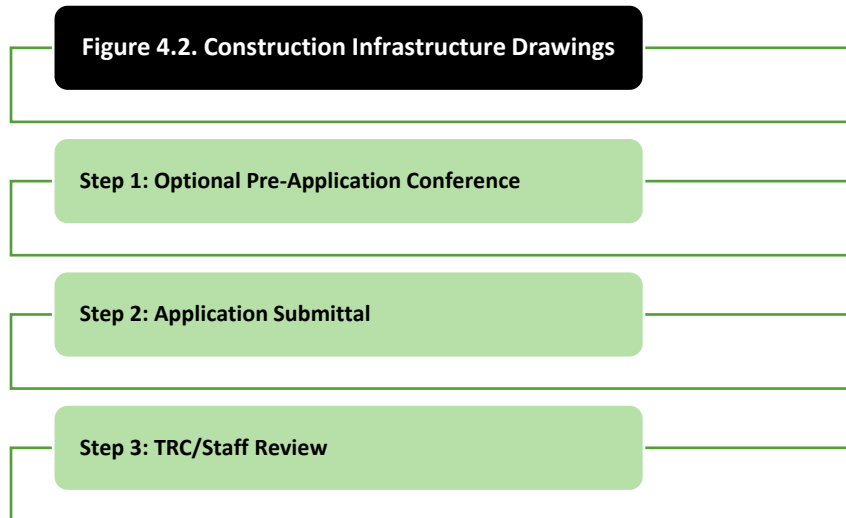 Figure 4.2. Construction Infrastructure Drawings
Step 1: Optional Pre-Application Conference
Step 2: Application Submittal
Step 3: TRC/Staff Review